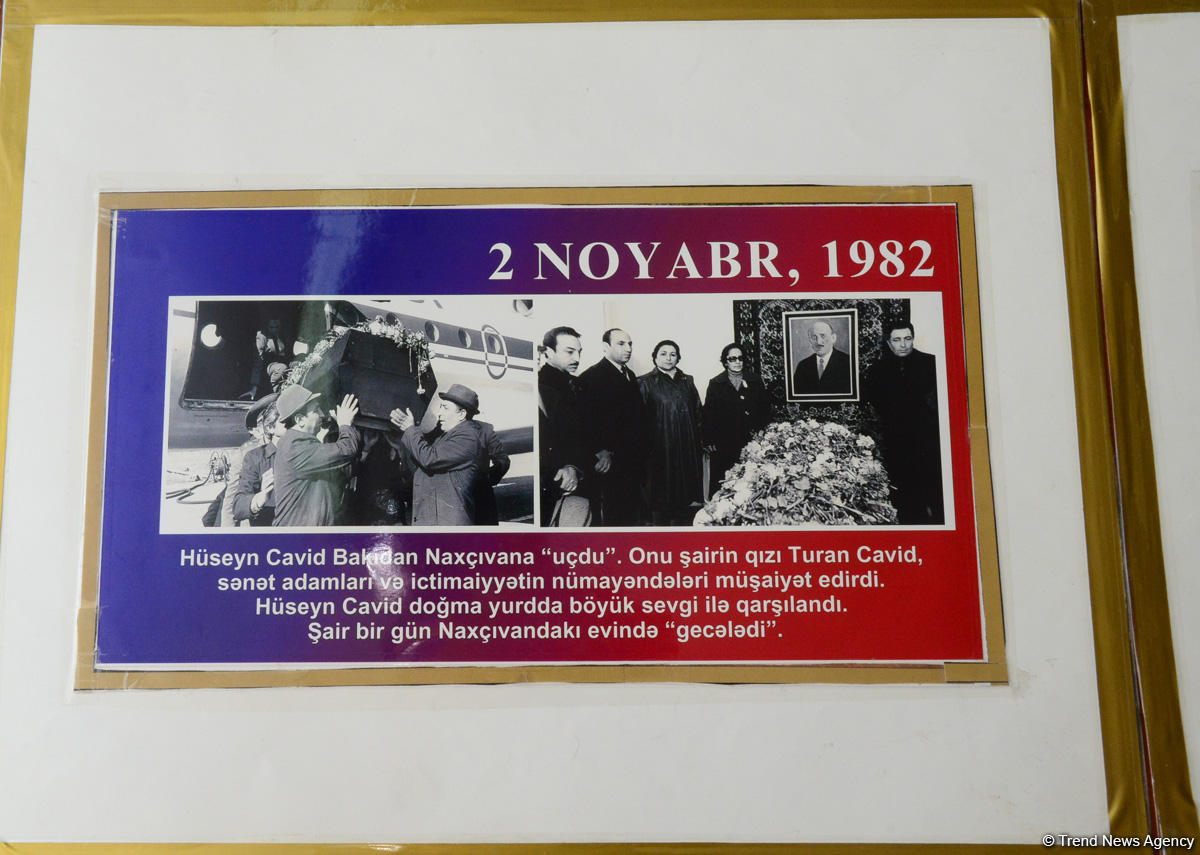 2 NOYABR, 1982
Hüseyn Cavid Bakıdan Naxçıvana “uçdu”. Onu şairin qızı Turan Cavid,
sənət adamları və ictimaiyyətin nümayəndələri müşaiyət edirdi.
Hüseyn Cavid doğma yurdda böyük sevgi ilə qarşılandı.
Şair bir gün Naxçıvandakı evində “gecələdi”.
© Trend News Agency